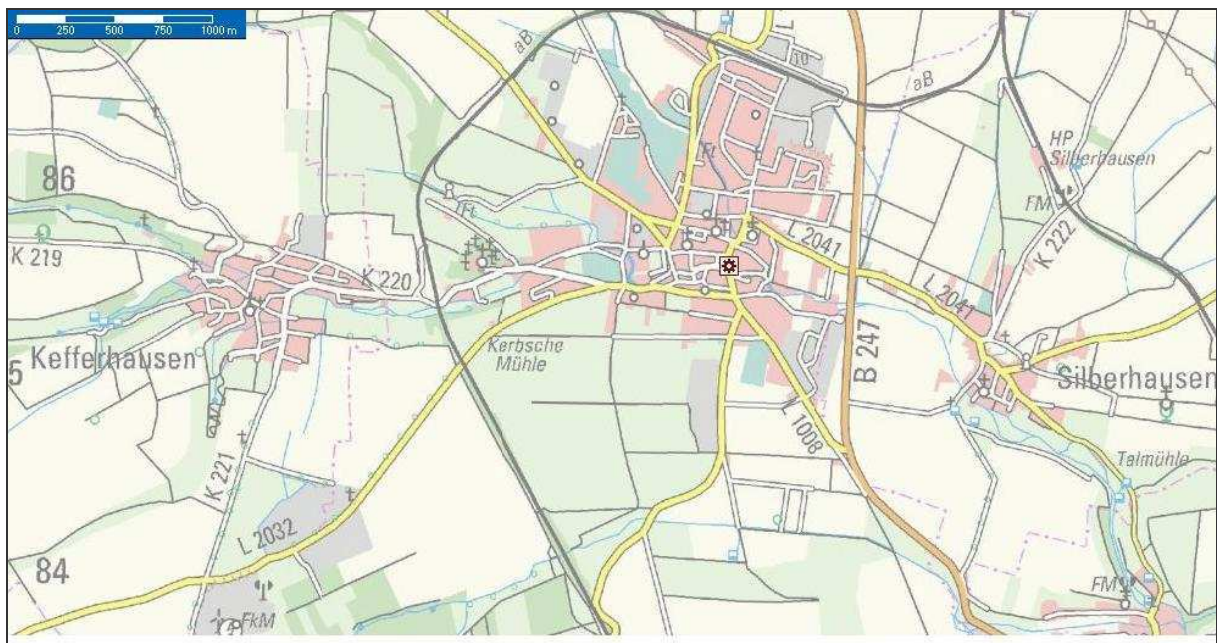 0 250 500 750 1000 m
aB
10
L
aB
HP
Silberhausen
86
FM
Ft
Ft
K 219
K 220
L 2041
K 222
L 2041
Kerbsche
Mühle
B 247
5 Kefferhausen
Silberhausen
L 1008
K 221
Talmühle
L 2032
84
FM
FkM